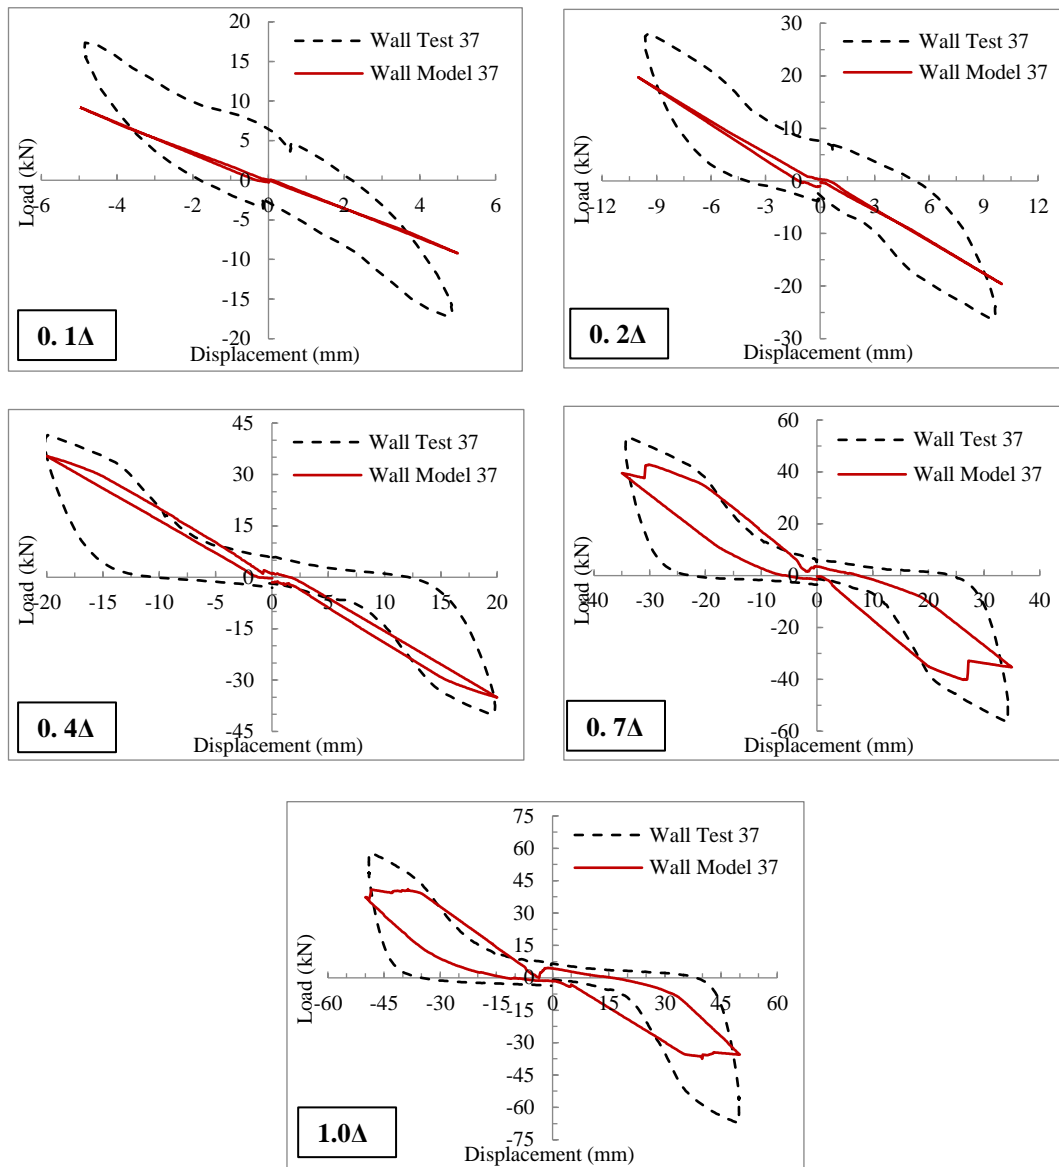 20
15
10
5
0
-5
-10
-15
-20
-6 -4 -2 0 2 4 6
Load (kN)
Displacement (mm)
Wall Test 37
Wall Model 37
0. 1Δ
30
20
10
0
-10
-20
-30
-12 -9 -6 -3 0 3 6 9 12
Load (kN)
Displacement (mm)
Wall Test 37
Wall Model 37
0. 2Δ
45
30
15
0
-15
-30
-45
-20 -15 -10 -5 0 5 10 15 20
Load (kN)
Displacement (mm)
Wall Test 37
Wall Model 37
0. 4Δ
60
40
20
0
-20
-40
-60
-40 -30 -20 -10 0 10 20 30 40
Load (kN)
Displacement (mm)
Wall Test 37
Wall Model 37
0. 7Δ
75
60
45
30
15
0
-15
-30
-45
-60
-75
-60 -45 -30 -15 0 15 30 45 60
Load (kN)
Displacement (mm)
Wall Test 37
Wall Model 37
1.0Δ